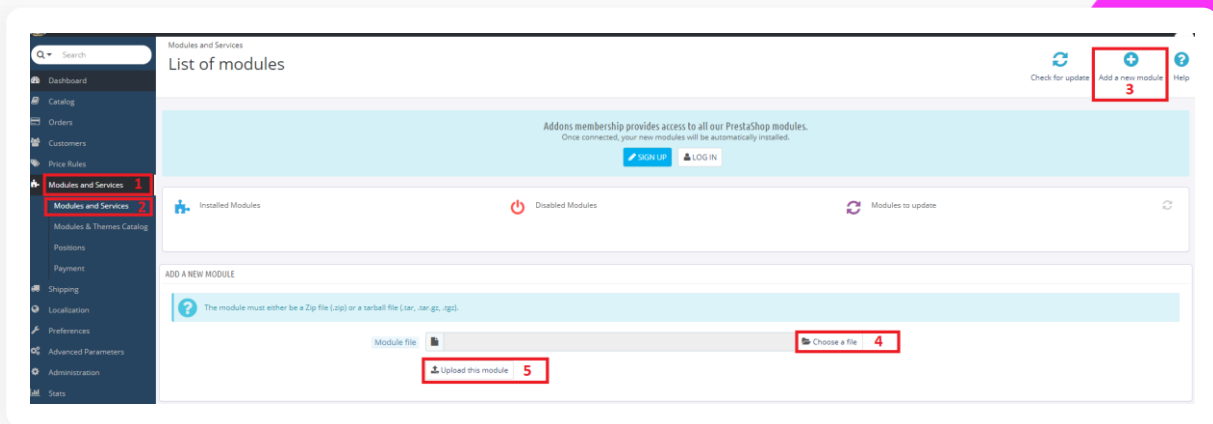 Search
Dashboard
Catalog
Orders
Customers
Price Rules
Modules and Services 1
Modules and Services 2
Modules & Themes Catalog
Positions
Payment
Shipping
Localization
Preferences
Advanced Parameters
Administration
Stats
Modules and Services
List of modules
Check for update
Add a new module
3
Help
Addons membership provides access to all our PrestaShop modules.
Once connected, your new modules will be automatically installed.
SIGN UP LOG IN
Installed Modules
Disabled Modules
Modules to update
ADD A NEW MODULE
The module must either be a Zip file (.zip) or a tarball file (.tar, .tar.gz, .tgz).
Module file
Choose a file 4
Upload this module 5